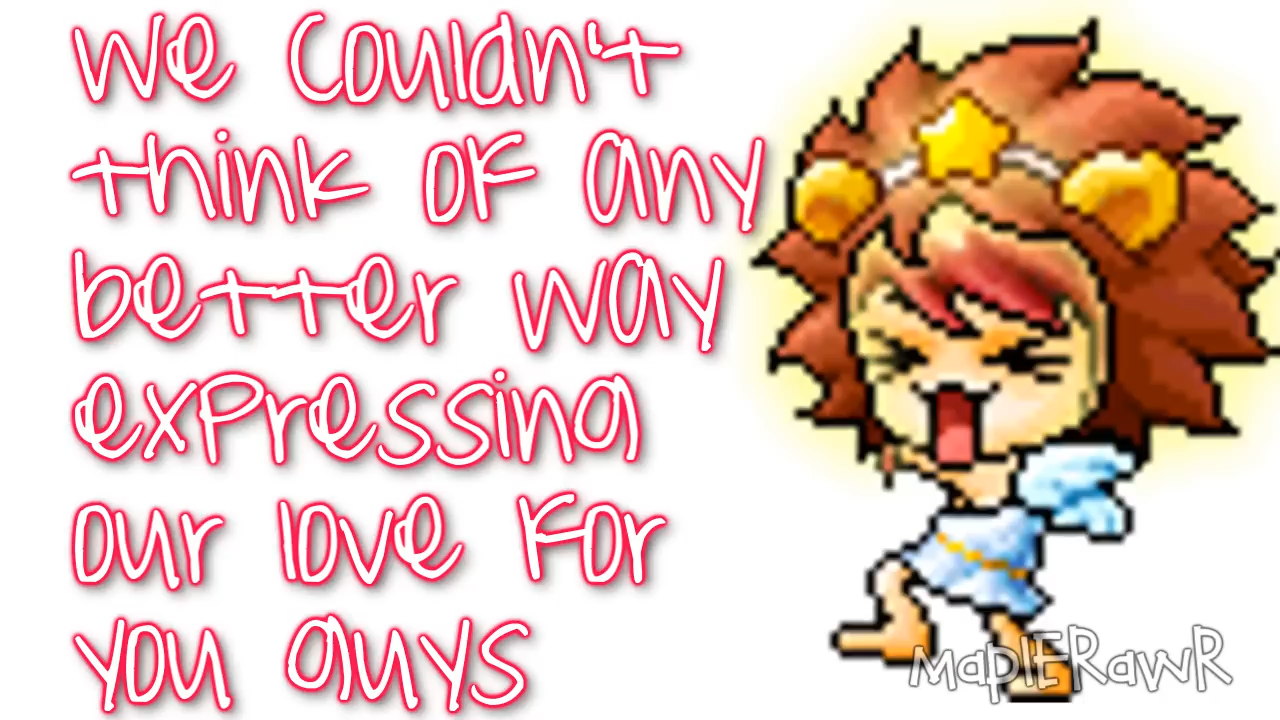 We Couldn't
think of any
better way
expressing
our love for
you guys
MaplERawR